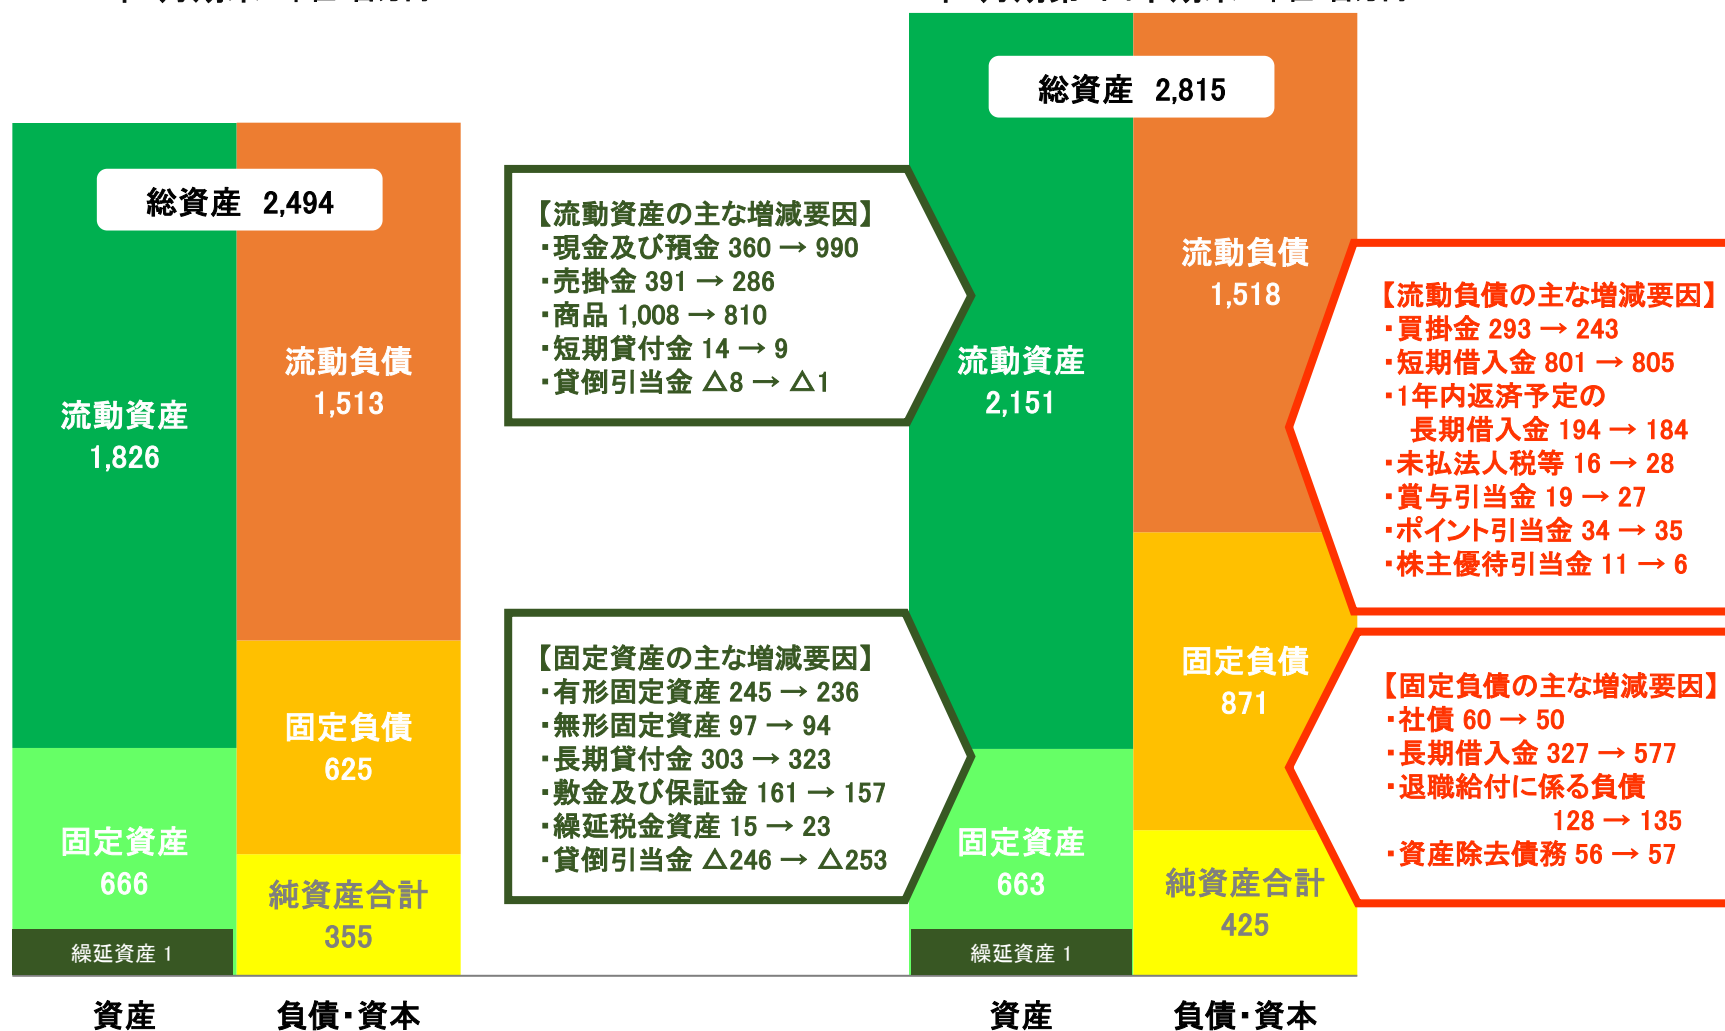 総資産 2,494
流動資産
1,826
流動負債
1,513
固定負債
625
固定資産
666
純資産合計
355
繰延資産 1
資産
負債・資本
【流動資産の主な増減要因】
・現金及び預金 360 → 990
・売掛金 391 → 286
・商品 1,008 → 810
・短期貸付金 14 → 9
・貸倒引当金 △8 → △1
【固定資産の主な増減要因】
・有形固定資産 245 → 236
・無形固定資産 97 → 94
・長期貸付金 303 → 323
・敷金及び保証金 161 → 157
・繰延税金資産 15 → 23
・貸倒引当金 △246 → △253
総資産 2,815
流動負債
1,518
流動資産
2,151
固定負債
871
固定資産
663
純資産合計
425
繰延資産 1
資産
負債・資本
【流動負債の主な増減要因】
・買掛金 293 → 243
・短期借入金 801 → 805
・1年内返済予定の
長期借入金 194 → 184
・未払法人税等 16 → 28
・賞与引当金 19 → 27
・ポイント引当金 34 → 35
・株主優待引当金 11 → 6
【固定負債の主な増減要因】
・社債 60 → 50
・長期借入金 327 → 577
・退職給付に係る負債
128 → 135
・資産除去債務 56 → 57